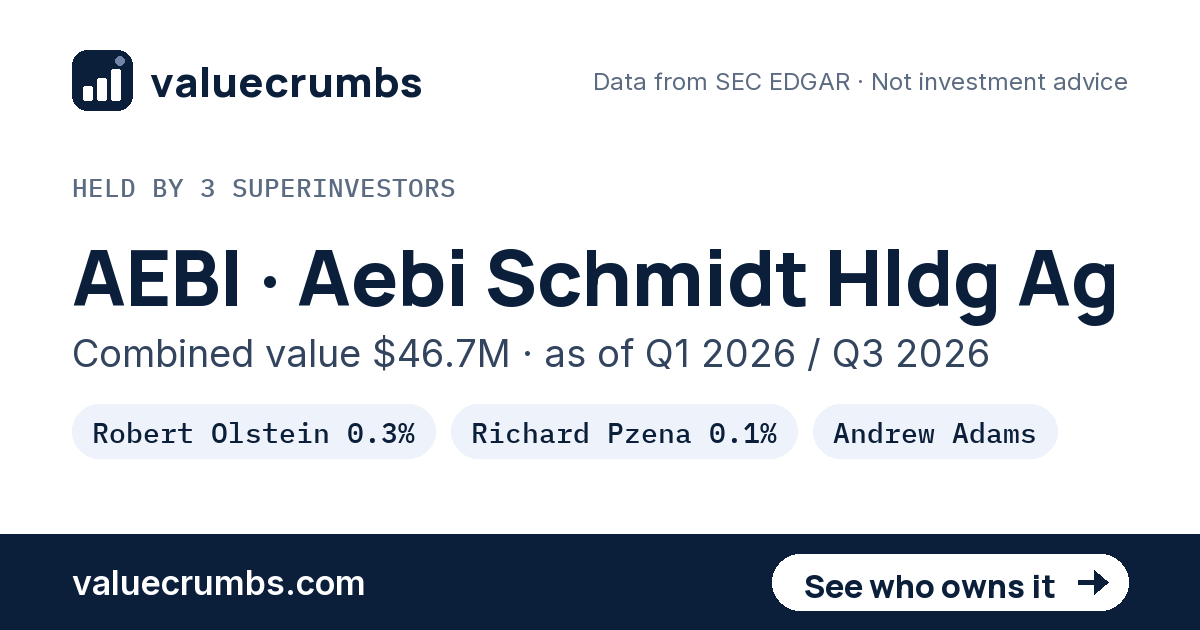 valuecrumbs
Data from SEC EDGAR · Not investment advice
HELD BY 3 SUPERINVESTORS
AEBI · Aebi Schmidt Hldg Ag
Combined value $46.7M · as of Q1 2026 / Q3 2026
Robert Olstein 0.3% Richard Pzena 0.1% Andrew Adams
valuecrumbs.com
See who owns it →